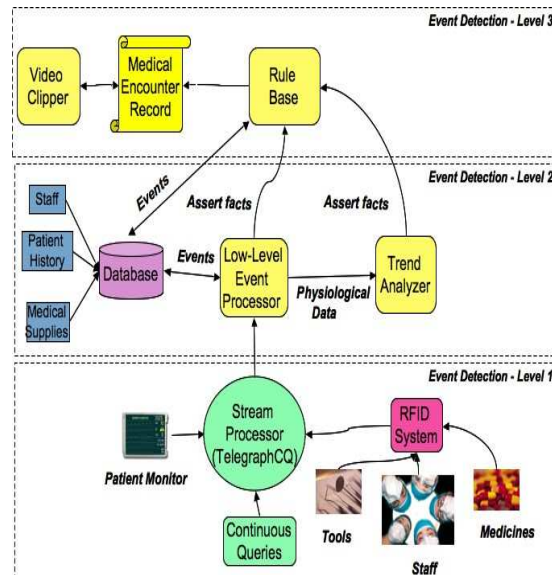 Event Detection - Level 3
Video
Clipper
Medical
Encounter
Record
Rule
Base
Event Detection - Level 2
Events
Assert facts
Assert facts
Staff
Patient
History
Medical
Supplies
Database
Events
Low-Level
Event
Processor
Physiological
Data
Trend
Analyzer
Event Detection - Level 1
Patient Monitor
Stream
Processor
(TelegraphCQ)
RFID
System
Continuous
Queries
Tools
Staff
Medicines